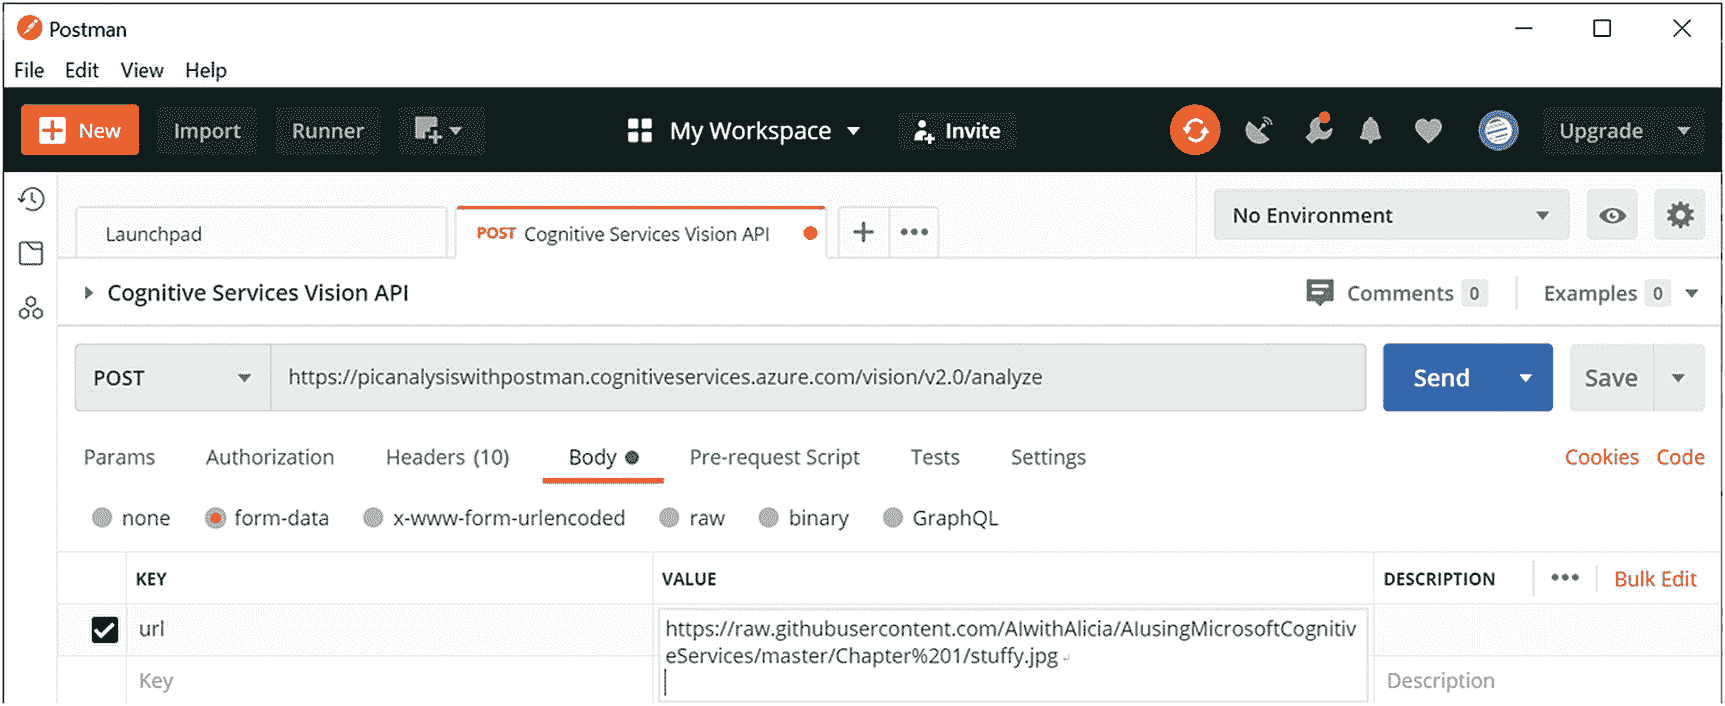 Postman
File Edit View Help
New Import Runner My Workspace Invite Upgrade
Launchpad POST Cognitive Services Vision API No Environment
Cognitive Services Vision API Comments 0 Examples 0
POST https://picanalysiswithpostman.cognitiveservices.azure.com/vision/v2.0/analyze Send Save
Params Authorization Headers (10) Body Pre-request Script Tests Settings Cookies Code
none form-data x-www-form-urlencoded raw binary GraphQL
KEY VALUE DESCRIPTION ••• Bulk Edit
url https://raw.githubusercontent.com/AIwithAlicia/AIusingMicrosoftCognitiv
eServices/master/Chapter%201/stuffy.jpg
Key Description